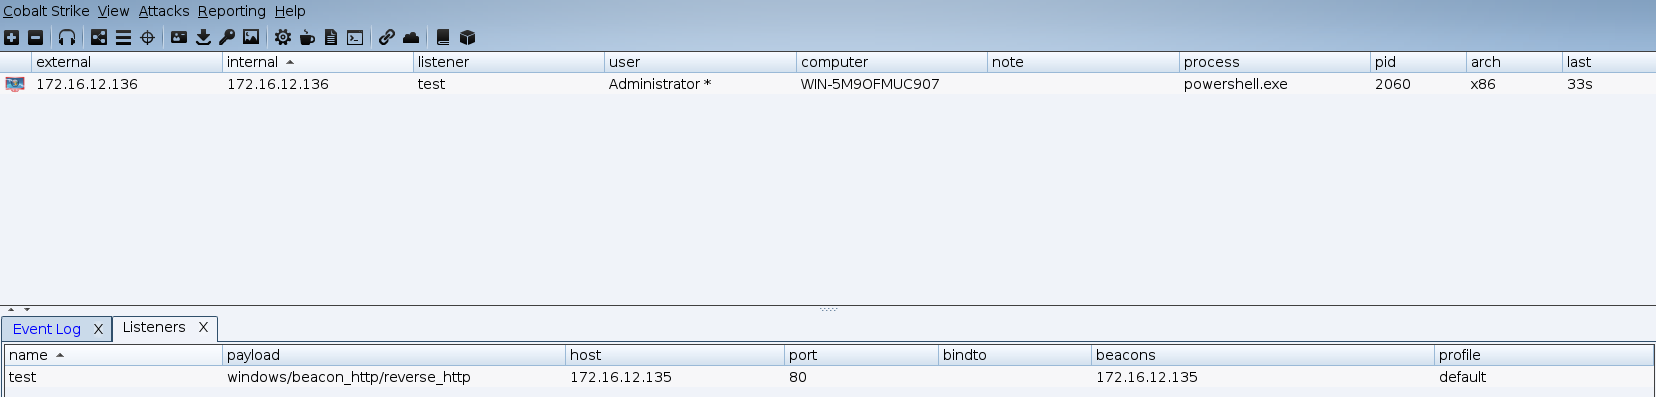 Cobalt Strike View Attacks Reporting Help
external internal listener user computer note process pid arch last
172.16.12.136 172.16.12.136 test Administrator * WIN-5M9OFMUC907 powershell.exe 2060 x86 33s
Event Log X Listeners X
name payload host port bindto beacons profile
test windows/beacon_http/reverse_http 172.16.12.135 80 172.16.12.135 default